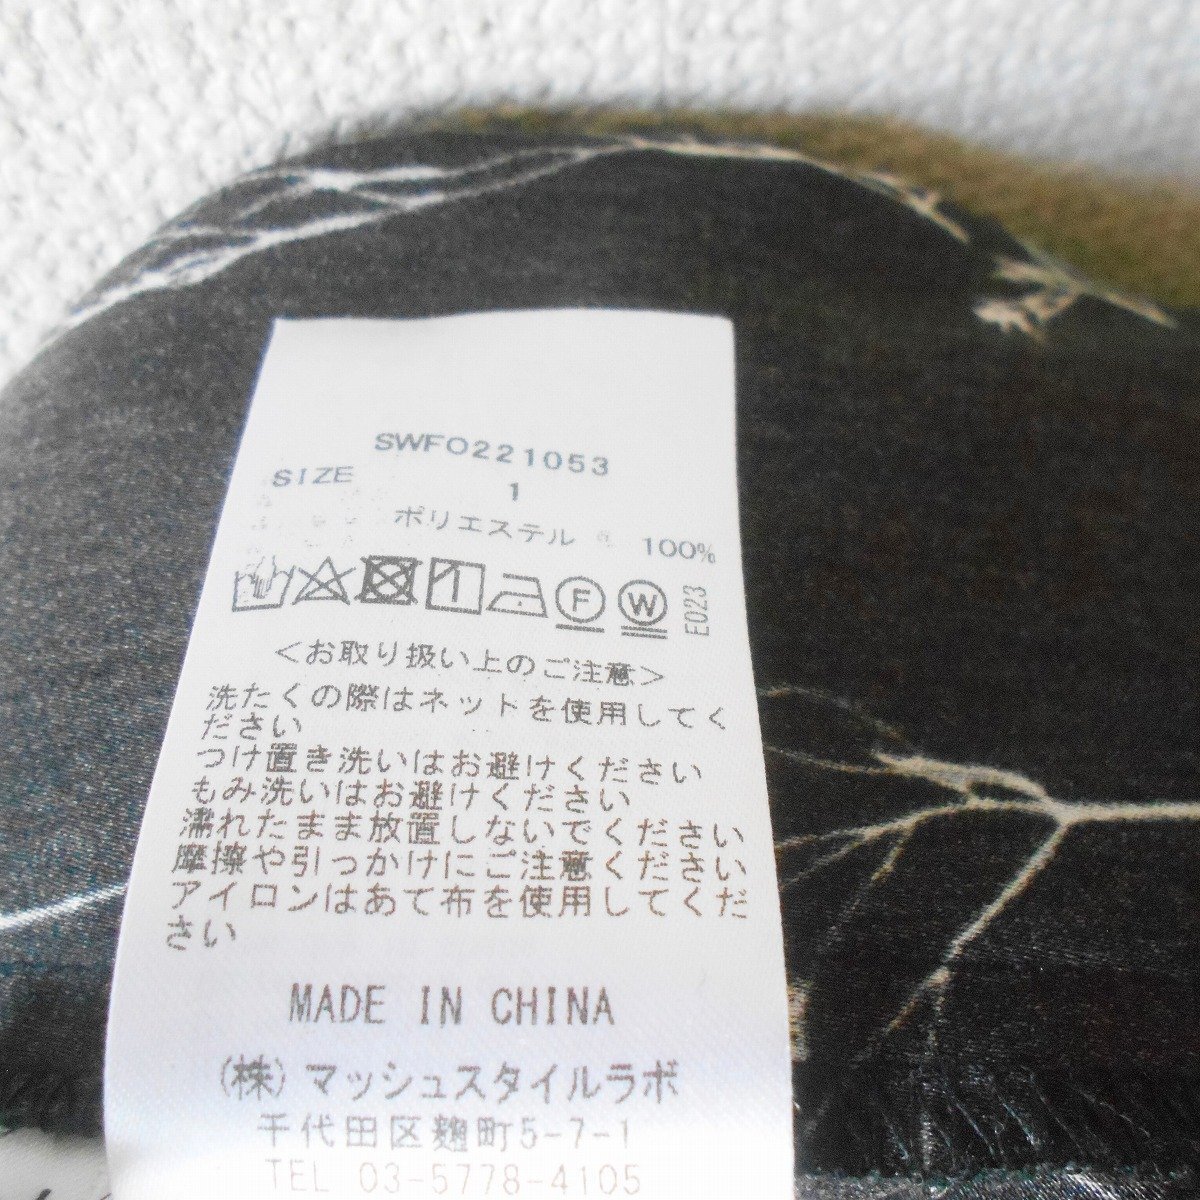 SWFO221053
SIZE 1
ポリエステル 100%
F W E023
<お取り扱い上のご注意>
洗たくの際はネットを使用してく
ださい
つけ置き洗いはお避けください
もみ洗いはお避けください
濡れたまま放置しないでください
摩擦や引っかけにご注意ください
アイロンはあて布を使用してくだ
さい
MADE IN CHINA
(株)マッシュスタイルラボ
千代田区麹町5-7-1
TEL 03-5778-4105